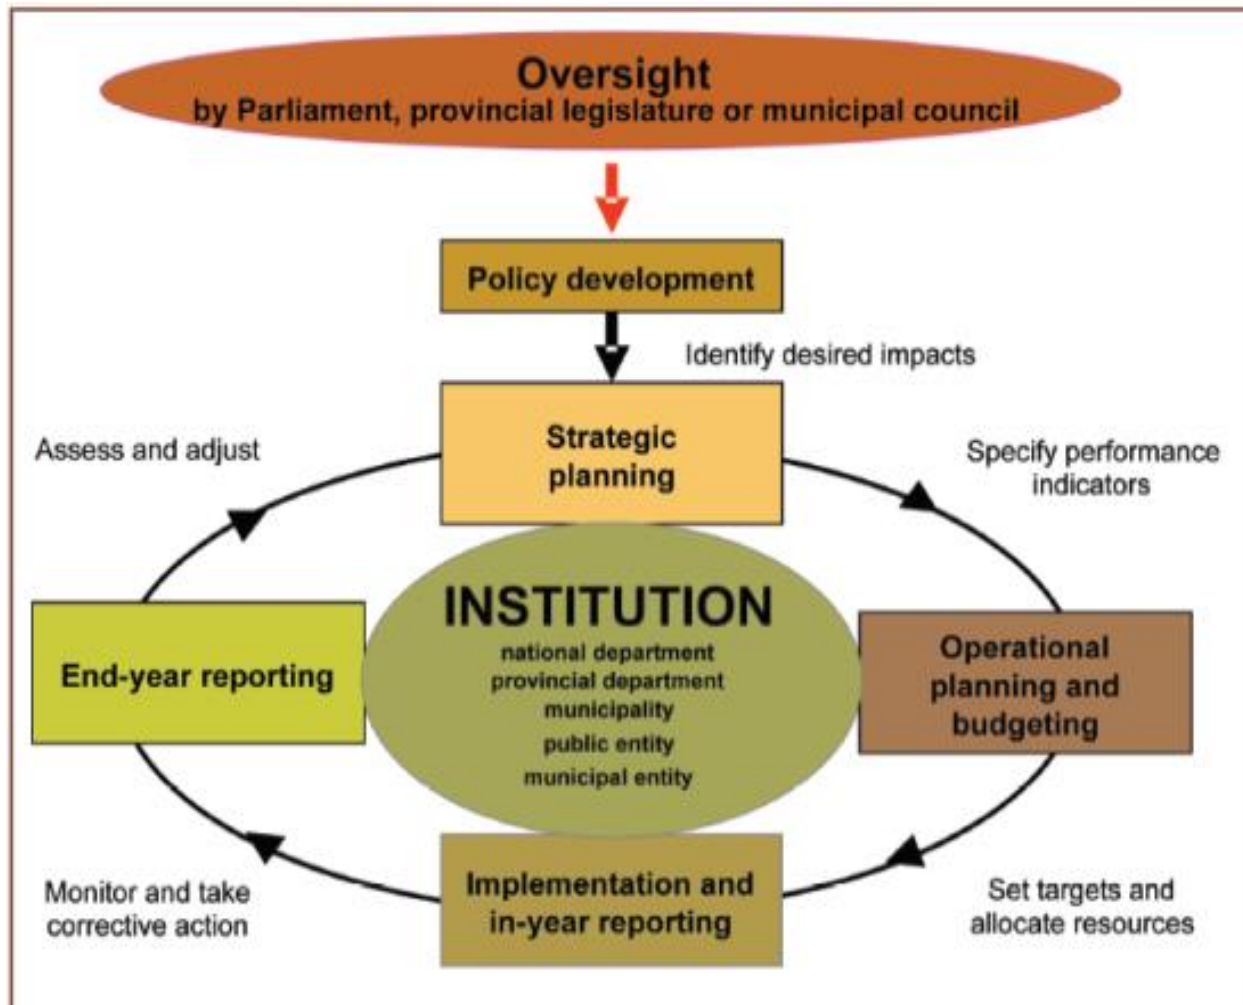 Oversight
by Parliament, provincial legislature or municipal council
Policy development
Identify desired impacts
Strategic
planning
Assess and adjust
Specify performance
indicators
INSTITUTION
national department
provincial department
municipality
public entity
municipal entity
End-year reporting
Operational
planning and
budgeting
Implementation and
in-year reporting
Monitor and take
corrective action
Set targets and
allocate resources